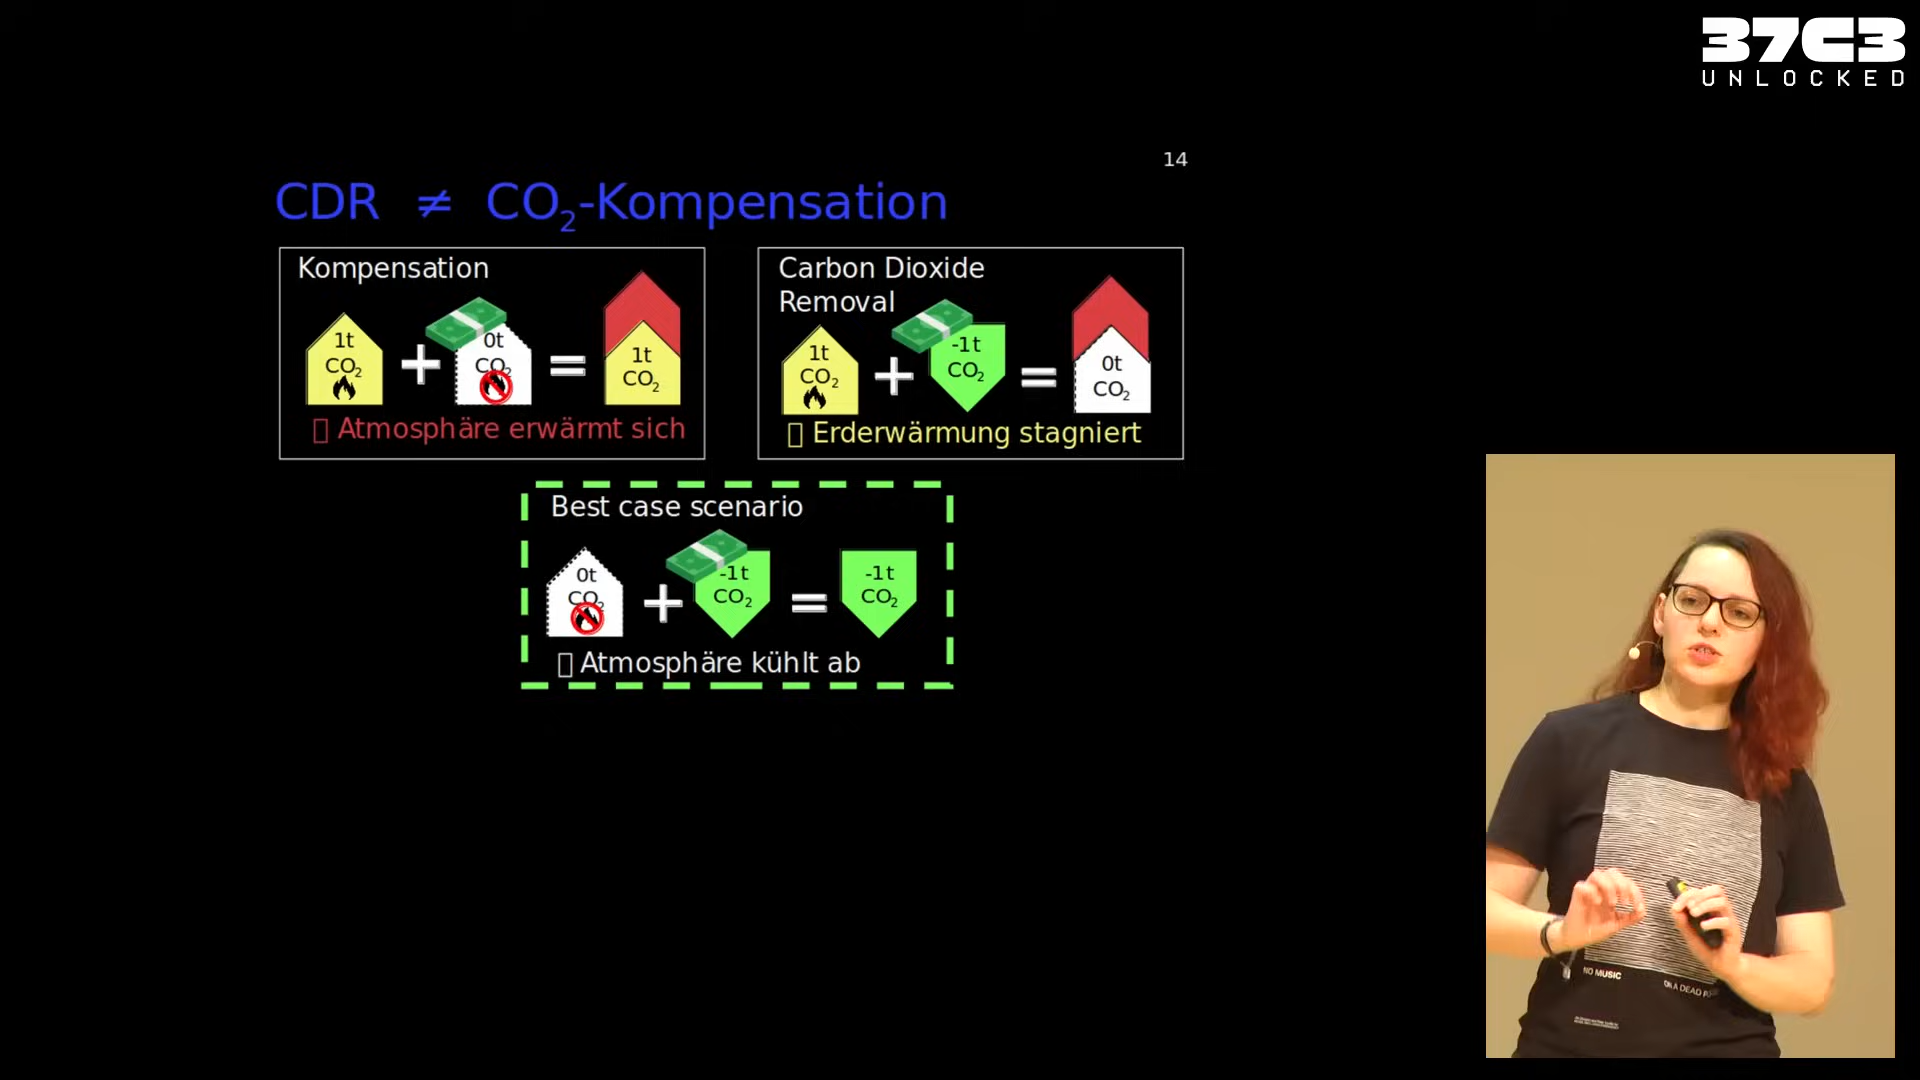 37C3
UNLOCKED
14
CDR ≠ CO₂-Kompensation
Kompensation
1t
CO₂
+
0t
CO₂
=
1t
CO₂
Atmosphäre erwärmt sich
Carbon Dioxide
Removal
1t
CO₂
+
-1t
CO₂
=
0t
CO₂
Erderwärmung stagniert
Best case scenario
0t
CO₂
+
-1t
CO₂
=
-1t
CO₂
Atmosphäre kühlt ab
NO MUSIC
ON A DEAD